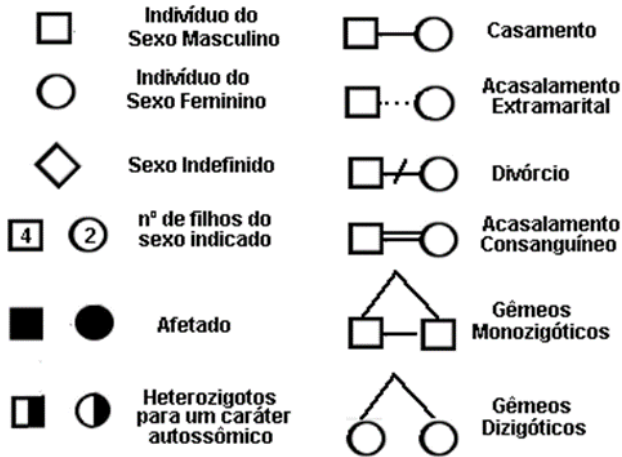 Indivíduo do
Sexo Masculino
Indivíduo do
Sexo Feminino
Sexo Indefinido
4
2
nº de filhos do
sexo indicado
Afetado
Heterozigotos
para um caráter
autossômico
Casamento
Acasalamento
Extramarital
Divórcio
Acasalamento
Consanguíneo
Gêmeos
Monozigóticos
Gêmeos
Dizigóticos